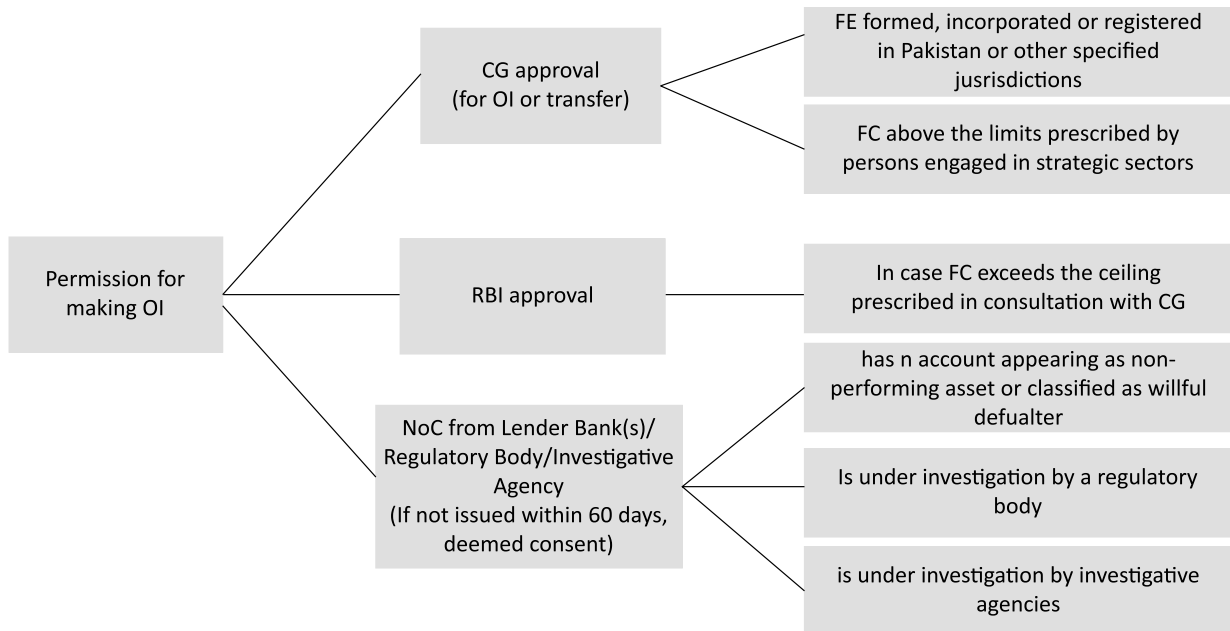 Permission for
making OI
CG approval
(for OI or transfer)
FE formed, incorporated or registered
in Pakistan or other specified
jusrisdictions
FC above the limits prescribed by
persons engaged in strategic sectors
RBI approval
In case FC exceeds the ceiling
prescribed in consultation with CG
NoC from Lender Bank(s)/
Regulatory Body/Investigative
Agency
(If not issued within 60 days,
deemed consent)
has n account appearing as non-
performing asset or classified as willful
defualter
Is under investigation by a regulatory
body
is under investigation by investigative
agencies